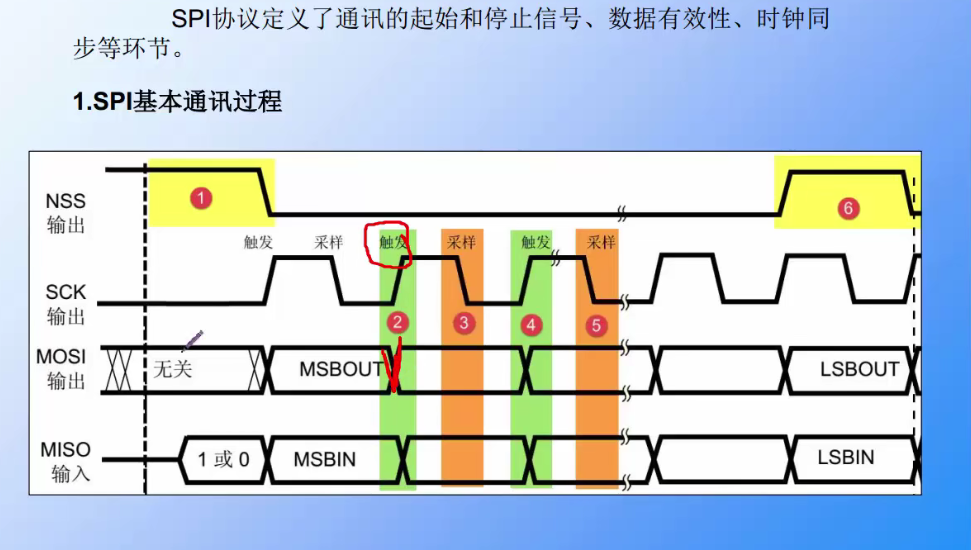 SPI协议定义了通讯的起始和停止信号、数据有效性、时钟同
步等环节。
1.SPI基本通讯过程
NSS
输出
1
6
触发 采样 触发 采样 触发 采样
SCK
输出
2 3 4 5
MOSI
输出
无关 MSBOUT LSBOUT
MISO
输入
1 或 0 MSBIN LSBIN